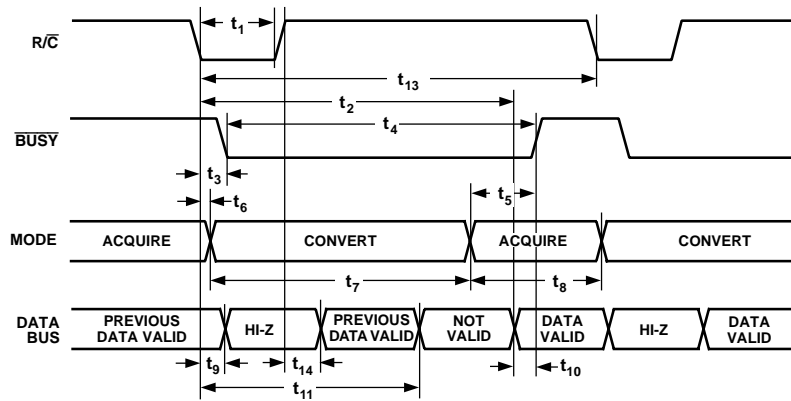 t1
R/C̅
t13
t2
t4
B̅U̅S̅Y̅
t3
t5
t6
MODE
ACQUIRE
CONVERT
ACQUIRE
CONVERT
t7
t8
DATA
BUS
PREVIOUS
DATA VALID
HI-Z
PREVIOUS
DATA VALID
NOT
VALID
DATA
VALID
HI-Z
DATA
VALID
t9
t14
t10
t11